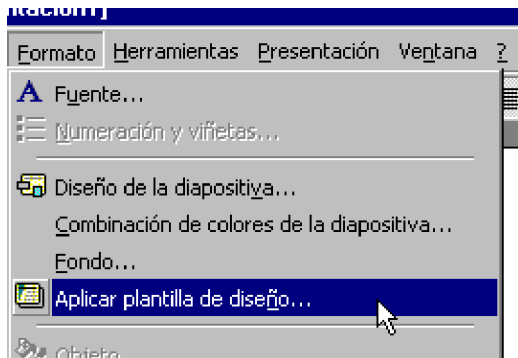 Formato Herramientas Presentación Ventana ?
Fuente...
Numeración y viñetas...
Diseño de la diapositiva...
Combinación de colores de la diapositiva...
Fondo...
Aplicar plantilla de diseño...
Objeto